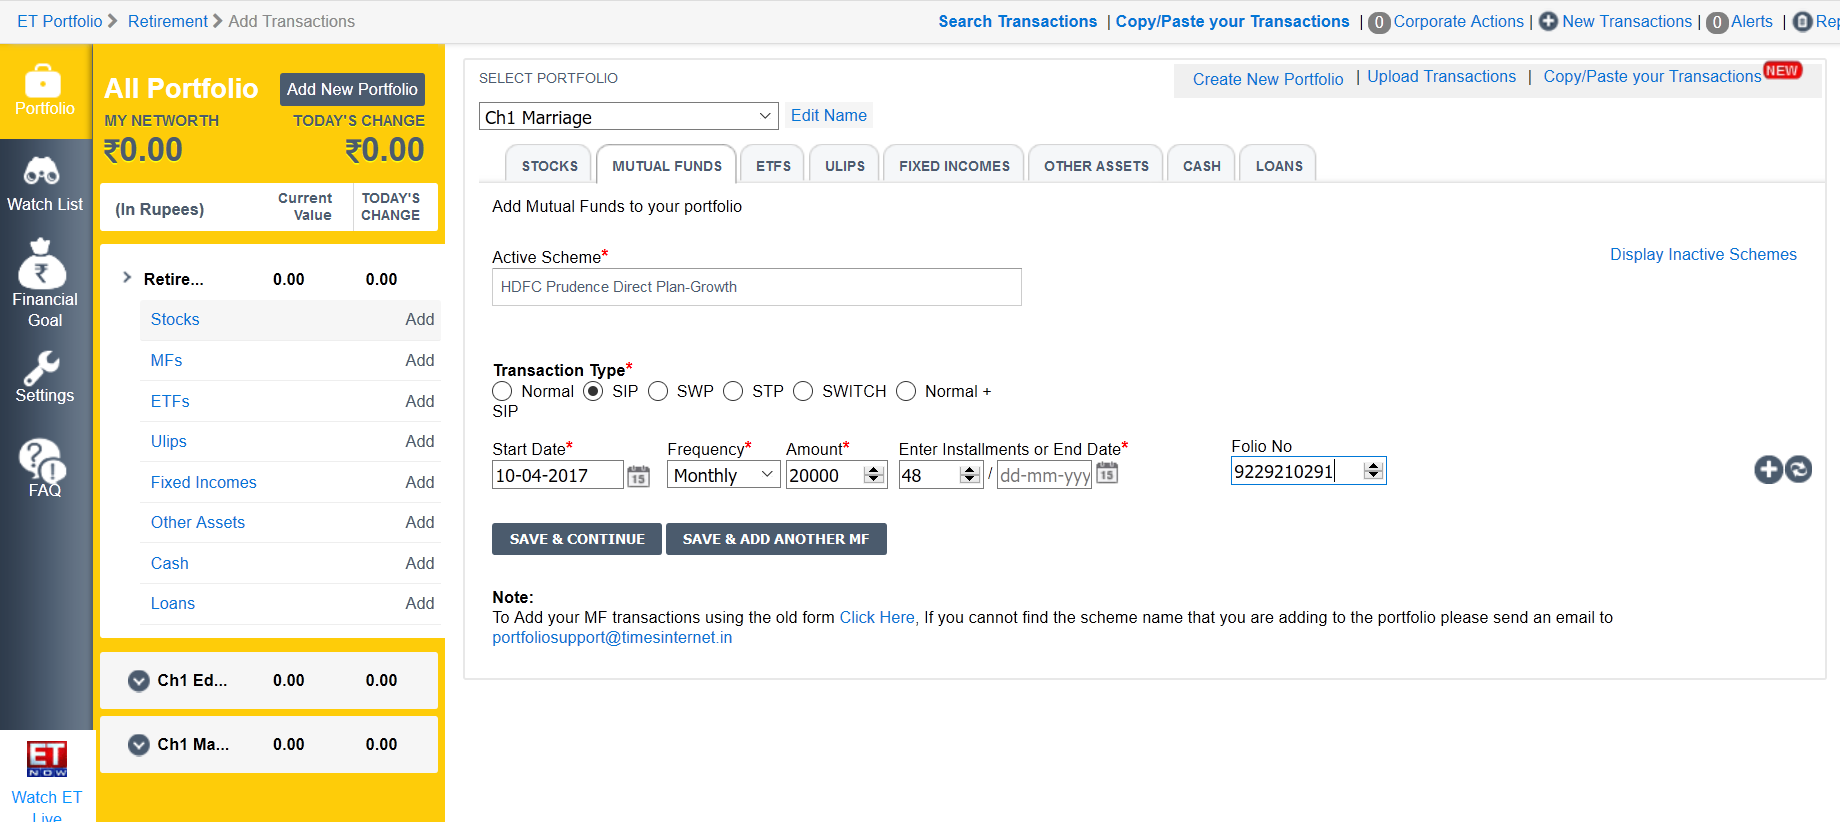 ET Portfolio Retirement Add Transactions
Search Transactions | Copy/Paste your Transactions | 0 Corporate Actions | New Transactions | 0 Alerts | Rep
Portfolio
Watch List
Financial
Goal
Settings
FAQ
ET
NOW
Watch ET
Live
All Portfolio Add New Portfolio
MY NETWORTH TODAY'S CHANGE
₹0.00 ₹0.00
(In Rupees) Current Value TODAY'S CHANGE
Retire... 0.00 0.00
Stocks Add
MFs Add
ETFs Add
Ulips Add
Fixed Incomes Add
Other Assets Add
Cash Add
Loans Add
Ch1 Ed... 0.00 0.00
Ch1 Ma... 0.00 0.00
SELECT PORTFOLIO
Create New Portfolio | Upload Transactions | Copy/Paste your Transactions NEW
Ch1 Marriage Edit Name
STOCKS MUTUAL FUNDS ETFS ULIPS FIXED INCOMES OTHER ASSETS CASH LOANS
Add Mutual Funds to your portfolio
Active Scheme* Display Inactive Schemes
HDFC Prudence Direct Plan-Growth
Transaction Type*
Normal SIP SWP STP SWITCH Normal +
SIP
Start Date* Frequency* Amount* Enter Installments or End Date* Folio No
10-04-2017 15 Monthly 20000 48 / dd-mm-yyy 15 9229210291
SAVE & CONTINUE SAVE & ADD ANOTHER MF
Note:
To Add your MF transactions using the old form Click Here, If you cannot find the scheme name that you are adding to the portfolio please send an email to
portfoliosupport@timesinternet.in